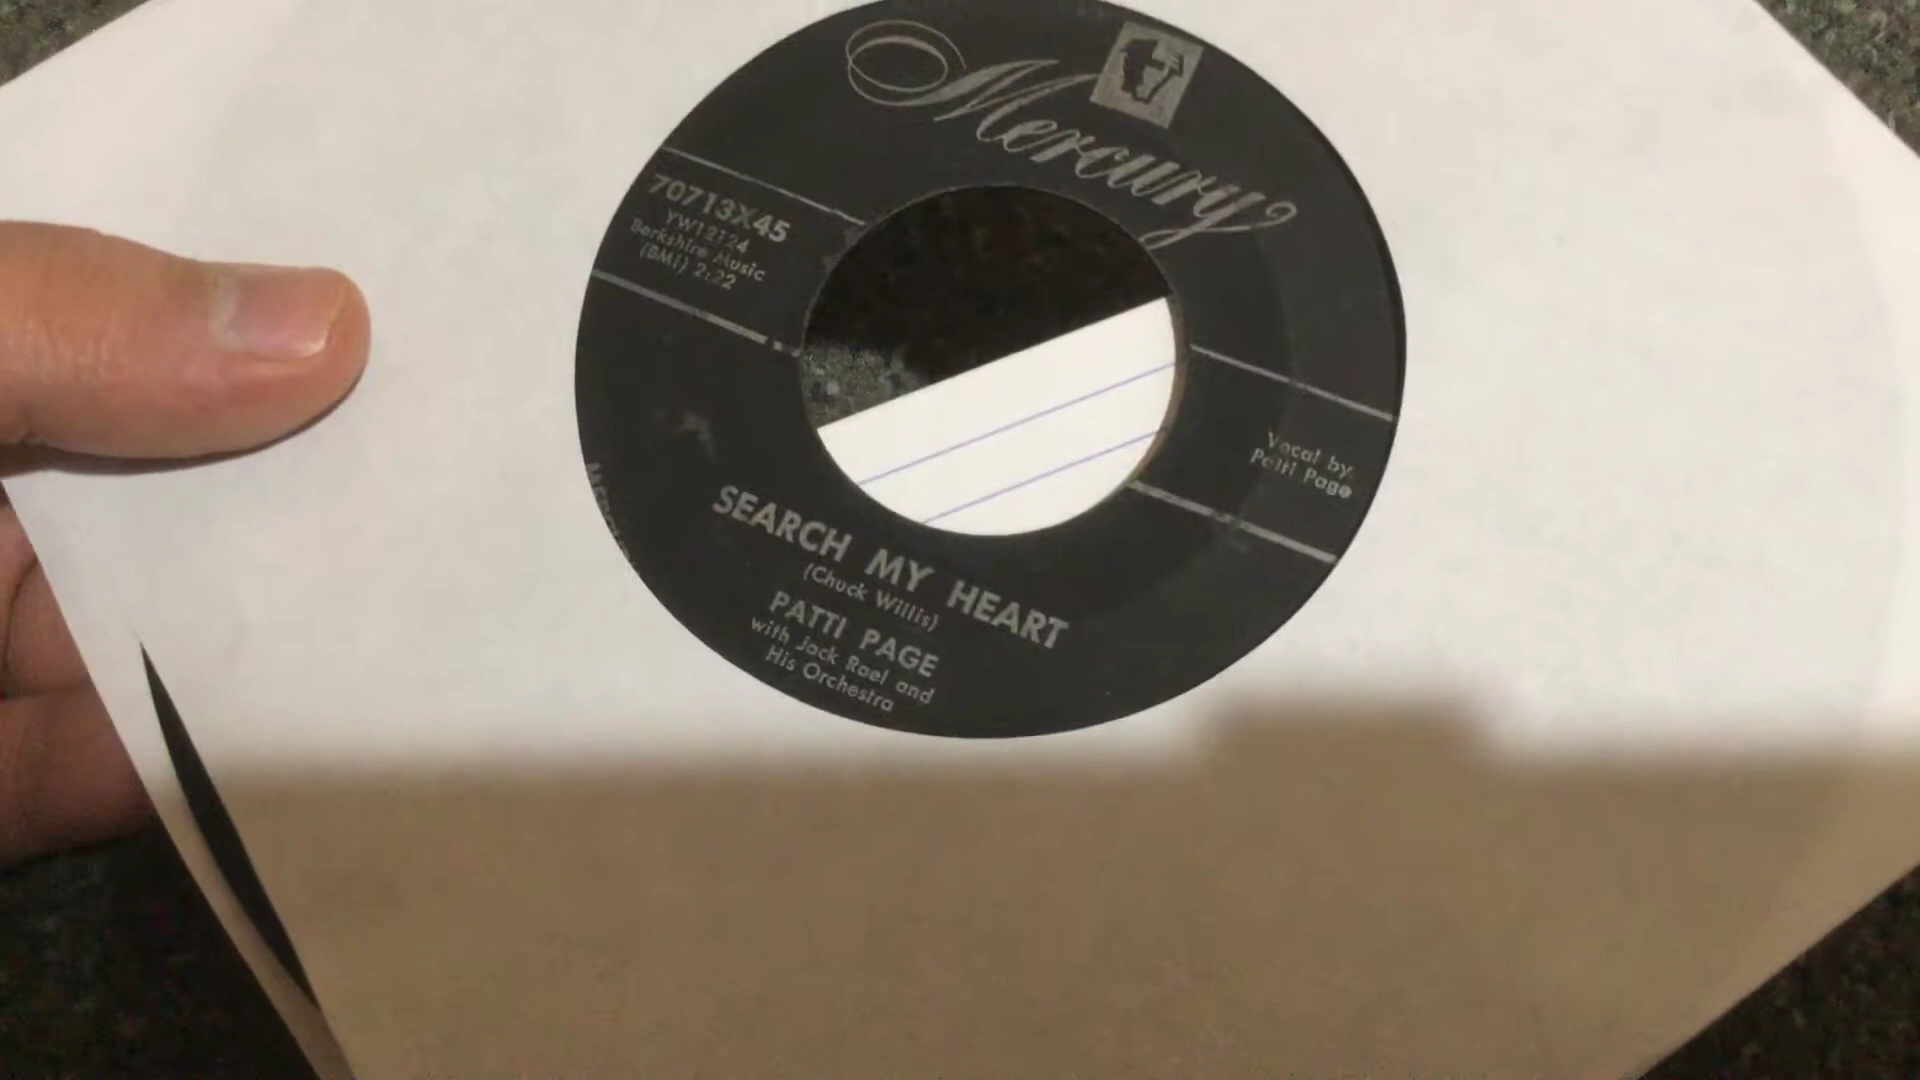 Mercury
70713X45
YW12124
Berkshire Music
(BMI) 2:22
Vocal by:
Patti Page
SEARCH MY HEART
(Chuck Willis)
PATTI PAGE
with Jack Rael and
His Orchestra